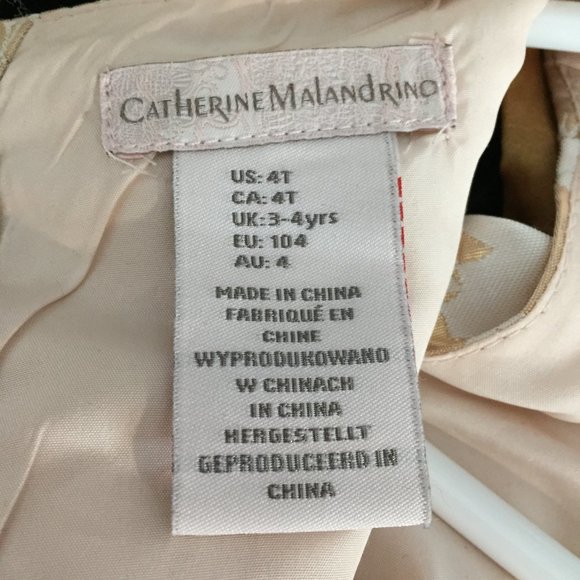 CATHERINE MALANDRINO
US: 4T
CA: 4T
UK:3-4yrs
EU: 104
AU: 4
MADE IN CHINA
FABRIQUÉ EN
CHINE
WYPRODUKOWANO
W CHINACH
IN CHINA
HERGESTELLT
GEPRODUCEERD IN
CHINA